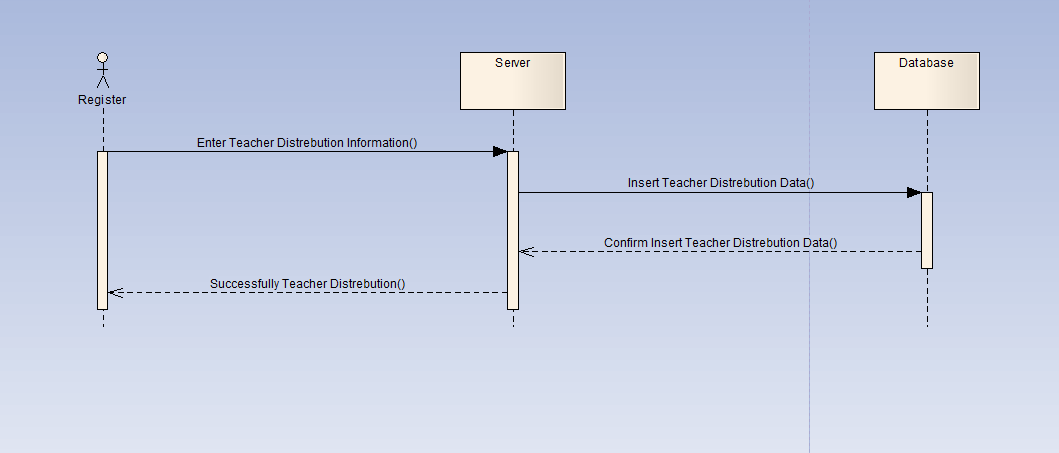 Server
Database
Register
Enter Teacher Distrebution Information()
Insert Teacher Distrebution Data()
Confirm Insert Teacher Distrebution Data()
Successfully Teacher Distrebution()